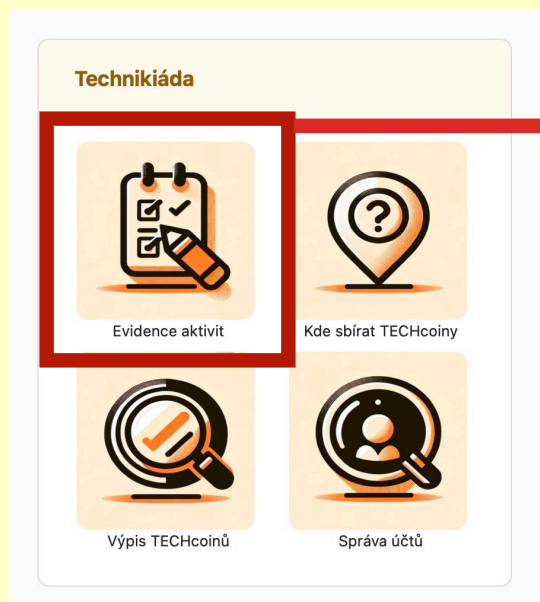 Technikiáda
Evidence aktivit
Kde sbírat TECHcoiny
?
Výpis TECHcoinů
Správa účtů